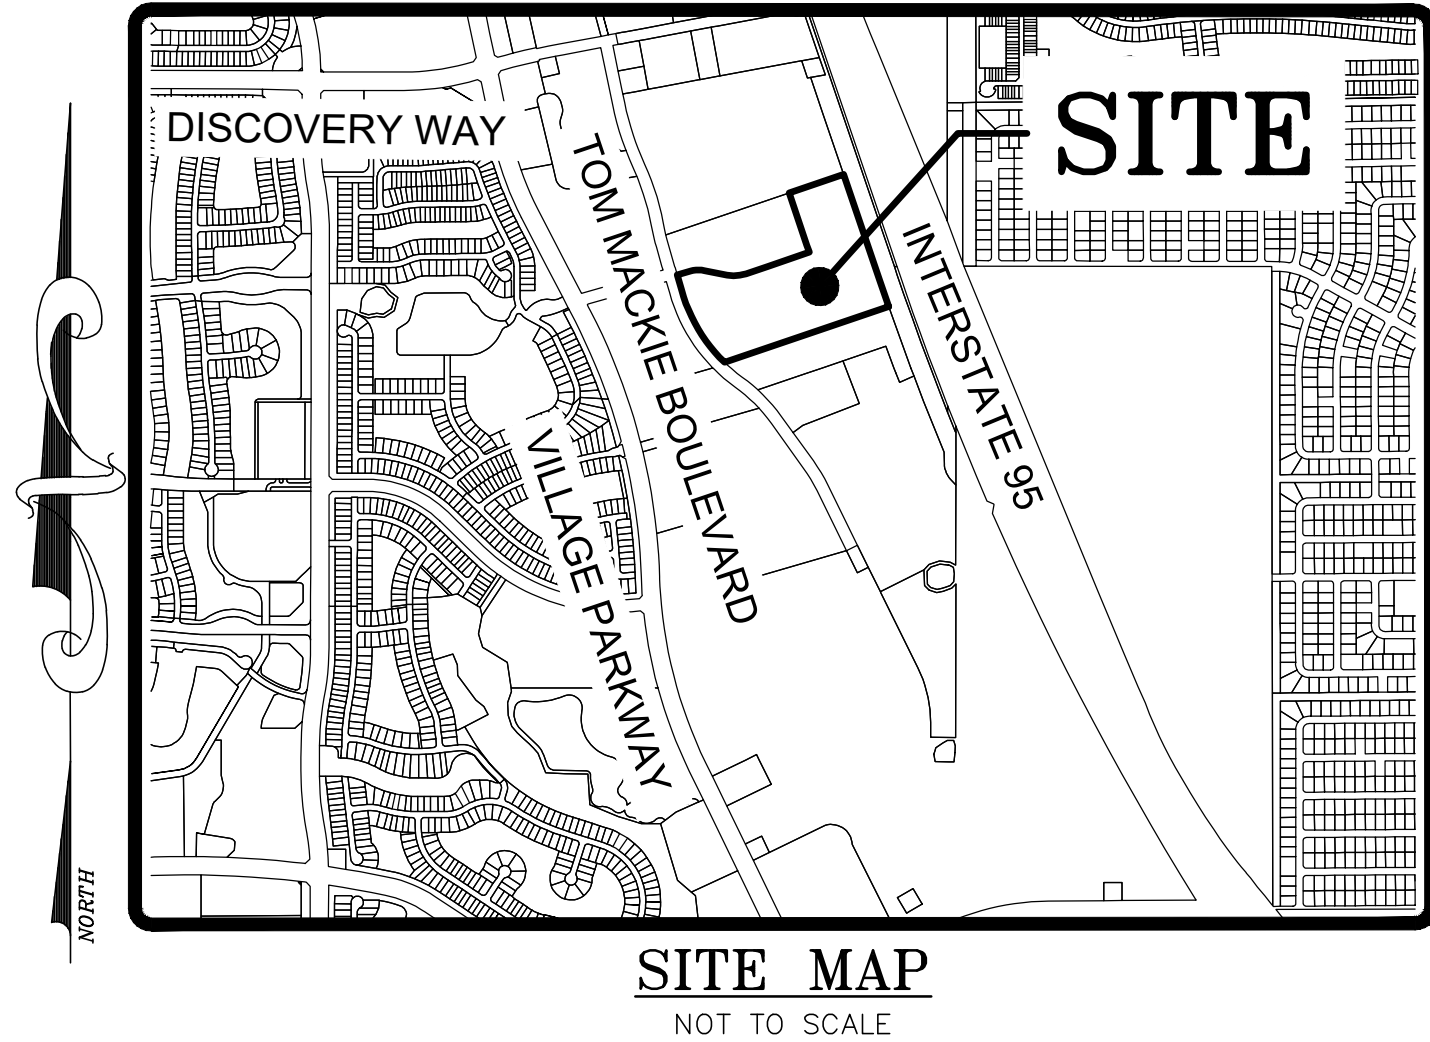 SITE
DISCOVERY WAY
TOM MACKIE BOULEVARD
INTERSTATE 95
VILLAGE PARKWAY
NORTH
SITE MAP
NOT TO SCALE